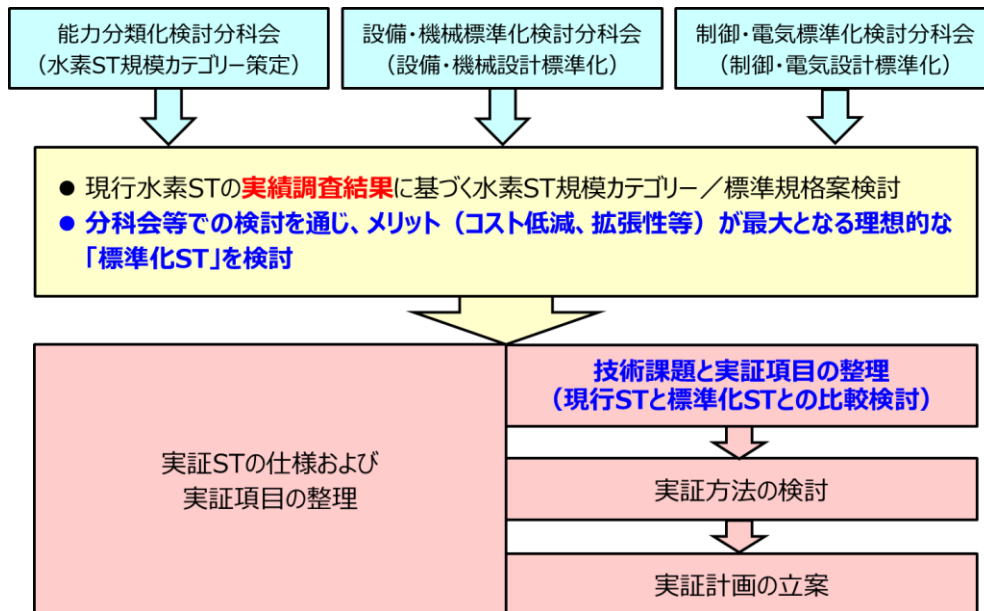 能力分類化検討分科会
（水素ST規模カテゴリー策定）
設備・機械標準化検討分科会
（設備・機械設計標準化）
制御・電気標準化検討分科会
（制御・電気設計標準化）
● 現行水素STの実績調査結果に基づく水素ST規模カテゴリー／標準規格案検討
● 分科会等での検討を通じ、メリット（コスト低減、拡張性等）が最大となる理想的な
「標準化ST」を検討
実証STの仕様および
実証項目の整理
技術課題と実証項目の整理
（現行STと標準化STとの比較検討）
実証方法の検討
実証計画の立案